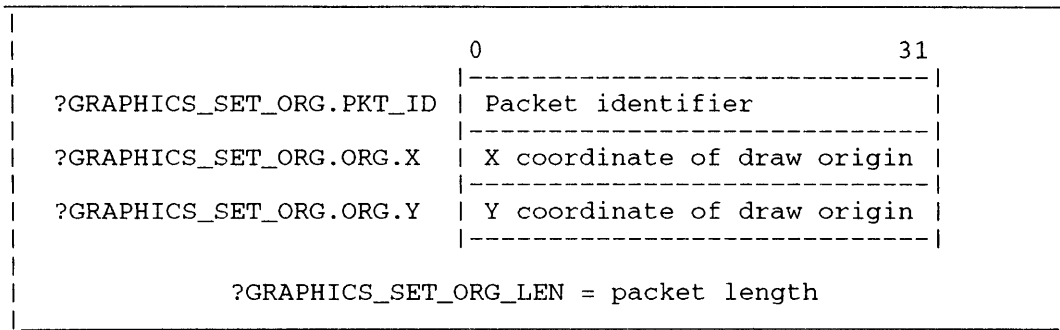 0 31
?GRAPHICS_SET_ORG.PKT_ID | Packet identifier |
?GRAPHICS_SET_ORG.ORG.X | X coordinate of draw origin |
?GRAPHICS_SET_ORG.ORG.Y | Y coordinate of draw origin |
?GRAPHICS_SET_ORG_LEN = packet length